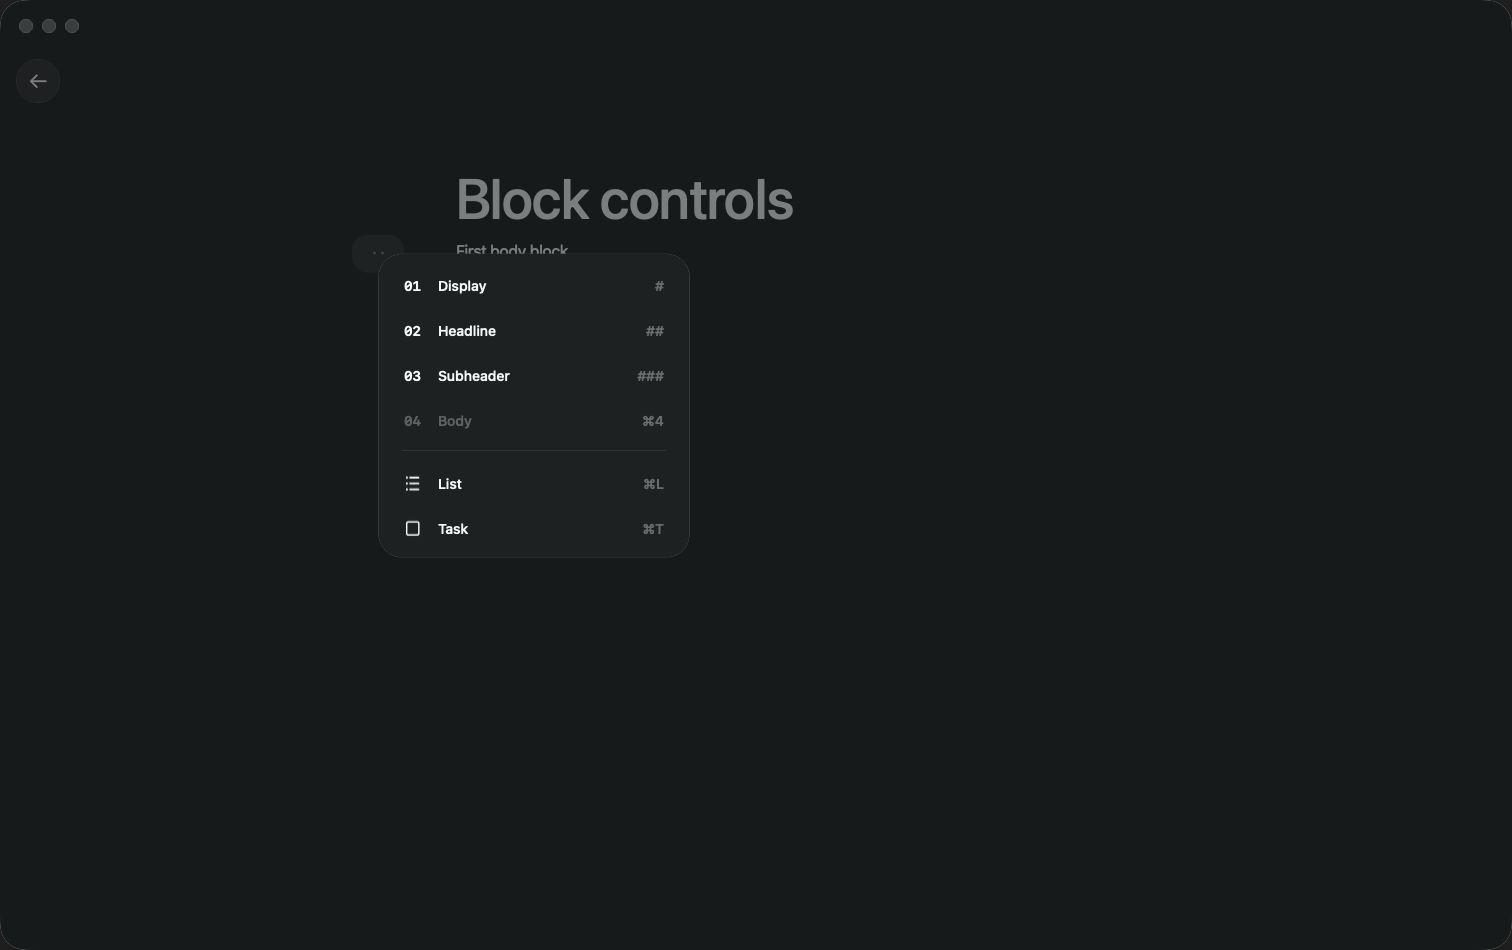 Block controls
First body block
01 Display #
02 Headline ##
03 Subheader ###
04 Body ⌘4
List ⌘L
Task ⌘T